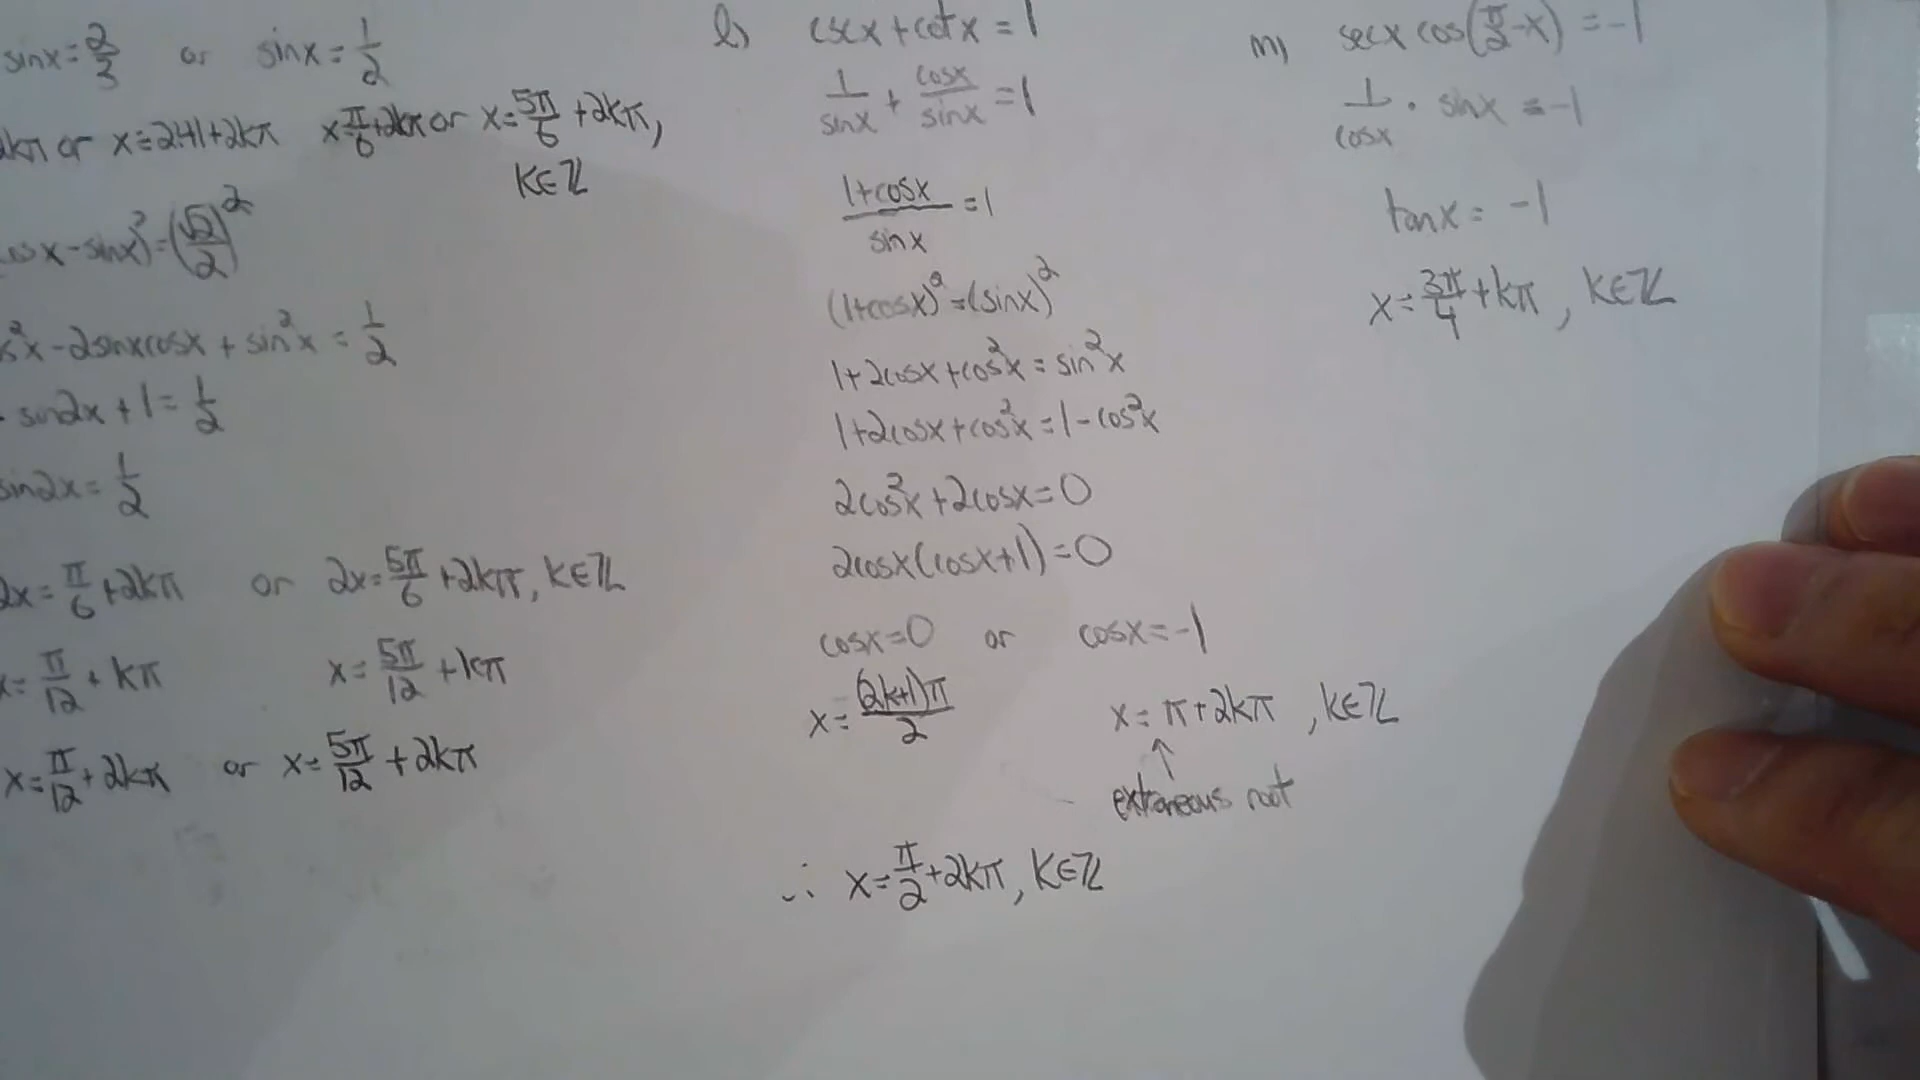 sinx = 2/3 or sinx = 1/2
2kπ or x = 2.41 + 2kπ x = π/6 + 2kπ or x = 5π/6 + 2kπ,
K∈ℤ
cosx - sinx)² = (√2/2)²
s²x - 2sinxcosx + sin²x = 1/2
- sin2x + 1 = 1/2
sin2x = 1/2
2x = π/6 + 2kπ or 2x = 5π/6 + 2kπ, K∈ℤ
x = π/12 + kπ x = 5π/12 + kπ
x = π/12 + 2kπ or x = 5π/12 + 2kπ
l) cscx + cotx = 1
1/sinx + cosx/sinx = 1
(1+cosx)/sinx = 1
(1+cosx)² = (sinx)²
1 + 2cosx + cos²x = sin²x
1 + 2cosx + cos²x = 1 - cos²x
2cos²x + 2cosx = 0
2cosx(cosx+1) = 0
cosx = 0 or cosx = -1
x = (2k+1)π/2 x = π + 2kπ , K∈ℤ
↑
extraneous root
∴ x = π/2 + 2kπ, K∈ℤ
m) secx cos(π/2 - x) = -1
1/cosx · sinx = -1
tanx = -1
x = 3π/4 + kπ , K∈ℤ